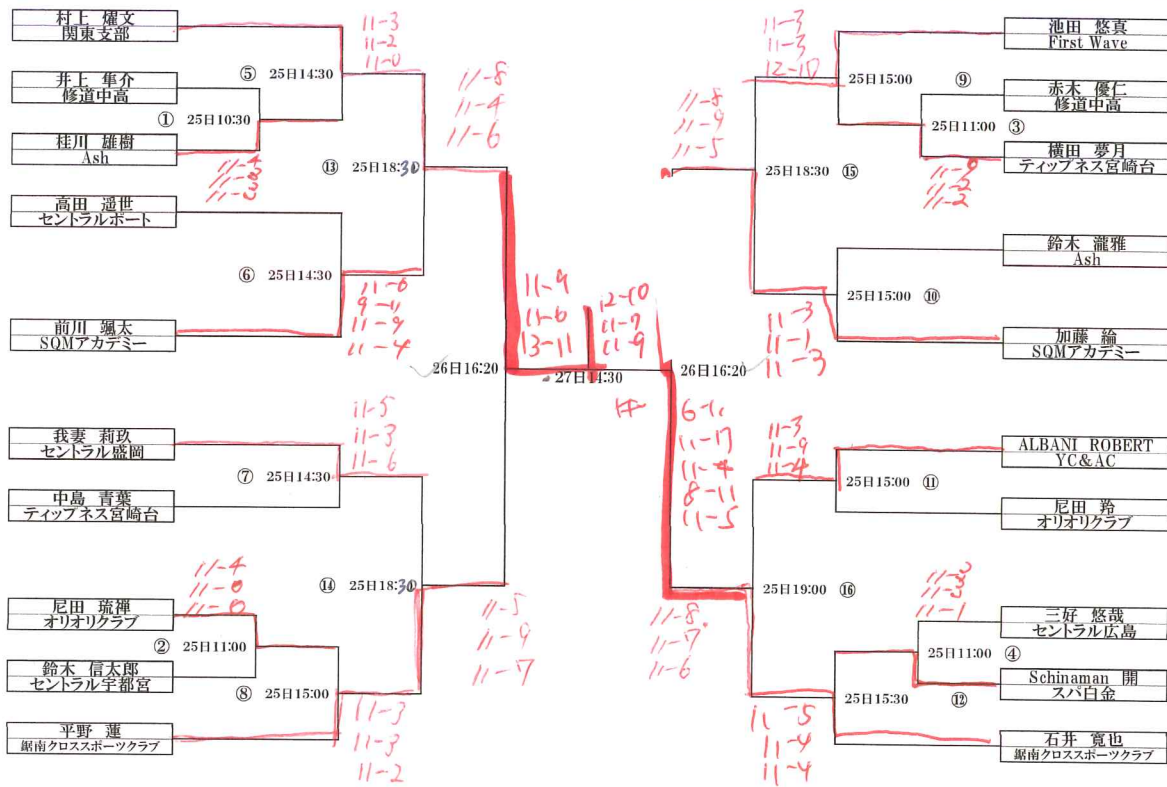 村上 燿文
関東支部
⑤ 25日14:30
11-3
11-2
11-0
井上 隼介
修道中高
① 25日10:30
桂川 雄樹
Ash
⑬ 25日18:30
11-8
11-4
11-6
高田 遥世
セントラルポート
⑥ 25日14:30
11-0
9-11
11-9
11-4
前川 颯太
SQMアカデミー
26日16:20
11-9
11-6
13-11
12-10
11-7
11-9
27日14:30
我妻 莉玖
セントラル盛岡
⑦ 25日14:30
11-5
11-3
11-6
中島 青葉
ティップネス宮崎台
⑭ 25日18:30
11-5
11-9
11-7
11-4
11-0
11-0
尼田 琉禅
オリオリクラブ
② 25日11:00
鈴木 信太郎
セントラル宇都宮
⑧ 25日15:00
11-3
11-3
11-2
平野 蓮
鋸南クロススポーツクラブ
11-3
11-3
12-10
池田 悠真
First Wave
25日15:00 ⑨
赤木 優仁
修道中高
25日11:00 ③
横田 夢月
ティップネス宮崎台
11-0
11-2
11-2
11-8
11-9
11-5
25日18:30 ⑮
鈴木 瀧雅
Ash
25日15:00 ⑩
11-3
11-1
11-3
加藤 綸
SQMアカデミー
26日16:20
11-4
8-11
11-5
11-3
11-9
11-4
ALBANI ROBERT
YC&AC
25日15:00 ⑪
尼田 羚
オリオリクラブ
25日19:00 ⑯
11-8
11-7
11-6
11-3
11-1
三好 悠哉
セントラル広島
25日11:00 ④
Schinaman 開
スパ白金
25日15:30 ⑫
11-5
11-4
11-4
石井 寛也
鋸南クロススポーツクラブ